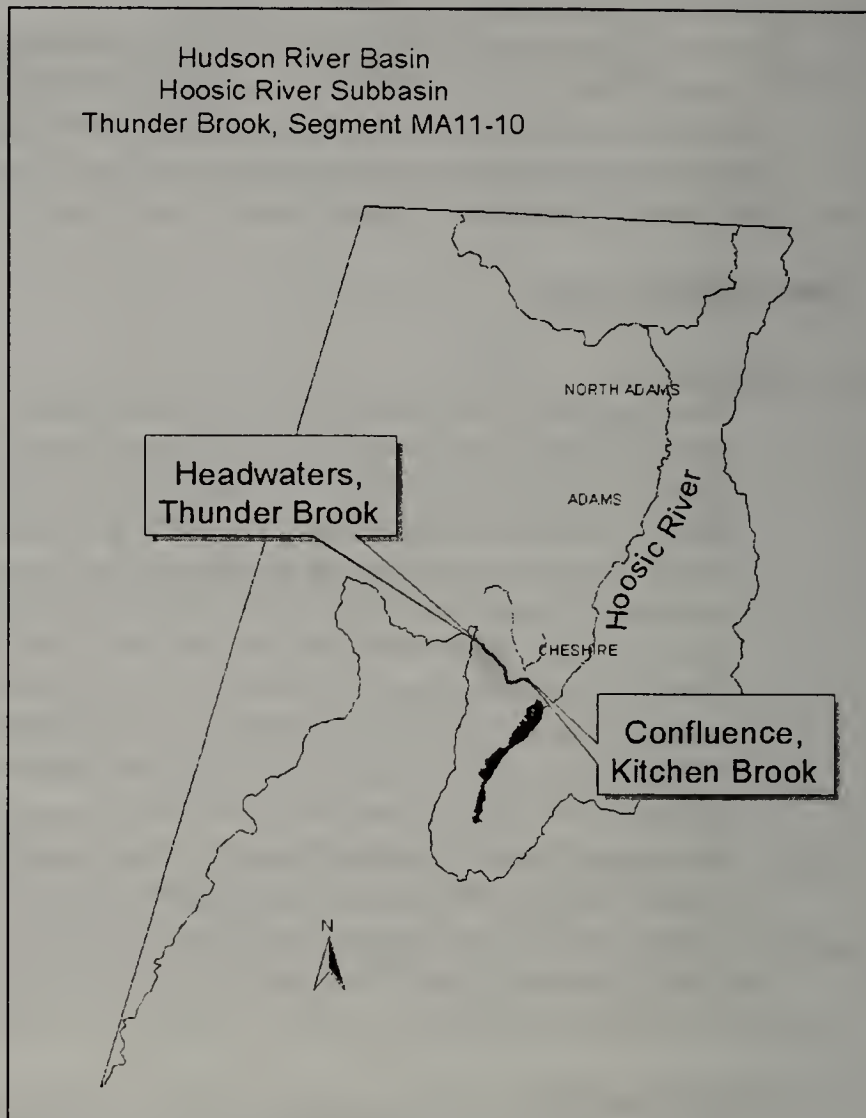 Hudson River Basin
Hoosic River Subbasin
Thunder Brook, Segment MA11-10
NORTH ADAMS
Headwaters,
Thunder Brook
ADAMS
Hoosic River
CHESHIRE
Confluence,
Kitchen Brook
N